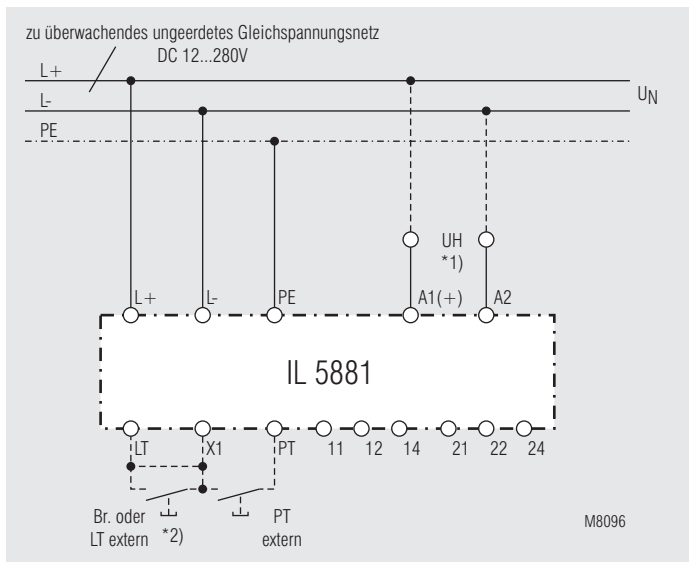 zu überwachendes ungeerdetes Gleichspannungsnetz
DC 12...280V
L+
L-
UN
PE
UH
*1)
L+ L- PE A1(+) A2
IL 5881
LT X1 PT 11 12 14 21 22 24
Br. oder
LT extern *2)
PT
extern
M8096